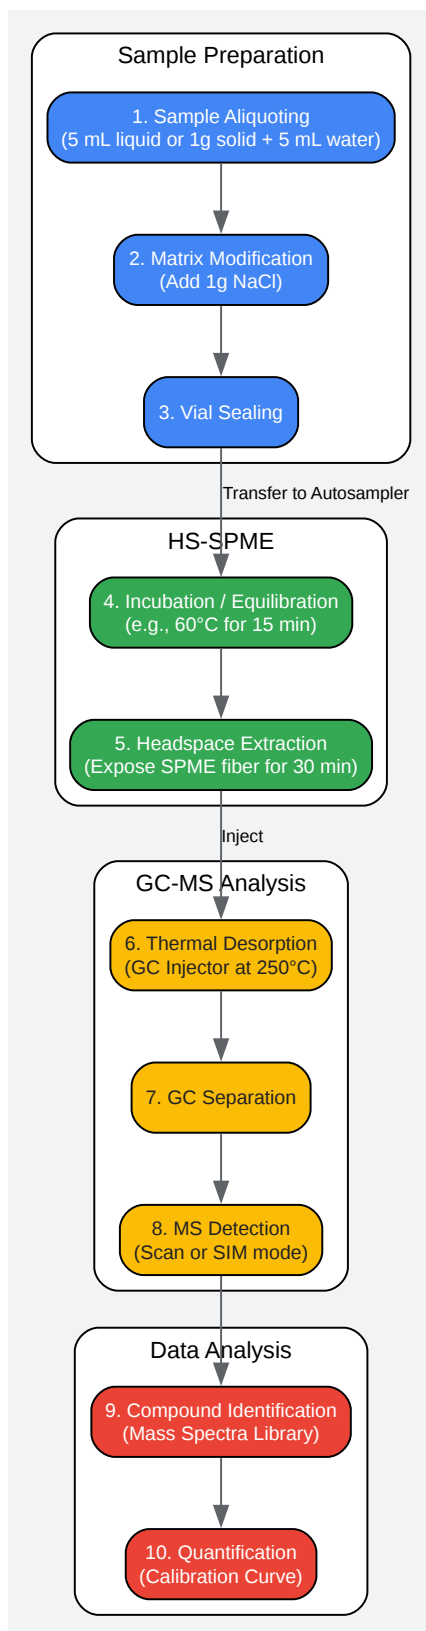 Sample Preparation
1. Sample Aliquoting
(5 mL liquid or 1g solid + 5 mL water)
2. Matrix Modification
(Add 1g NaCl)
3. Vial Sealing
Transfer to Autosampler
HS-SPME
4. Incubation / Equilibration
(e.g., 60°C for 15 min)
5. Headspace Extraction
(Expose SPME fiber for 30 min)
Inject
GC-MS Analysis
6. Thermal Desorption
(GC Injector at 250°C)
7. GC Separation
8. MS Detection
(Scan or SIM mode)
Data Analysis
9. Compound Identification
(Mass Spectra Library)
10. Quantification
(Calibration Curve)